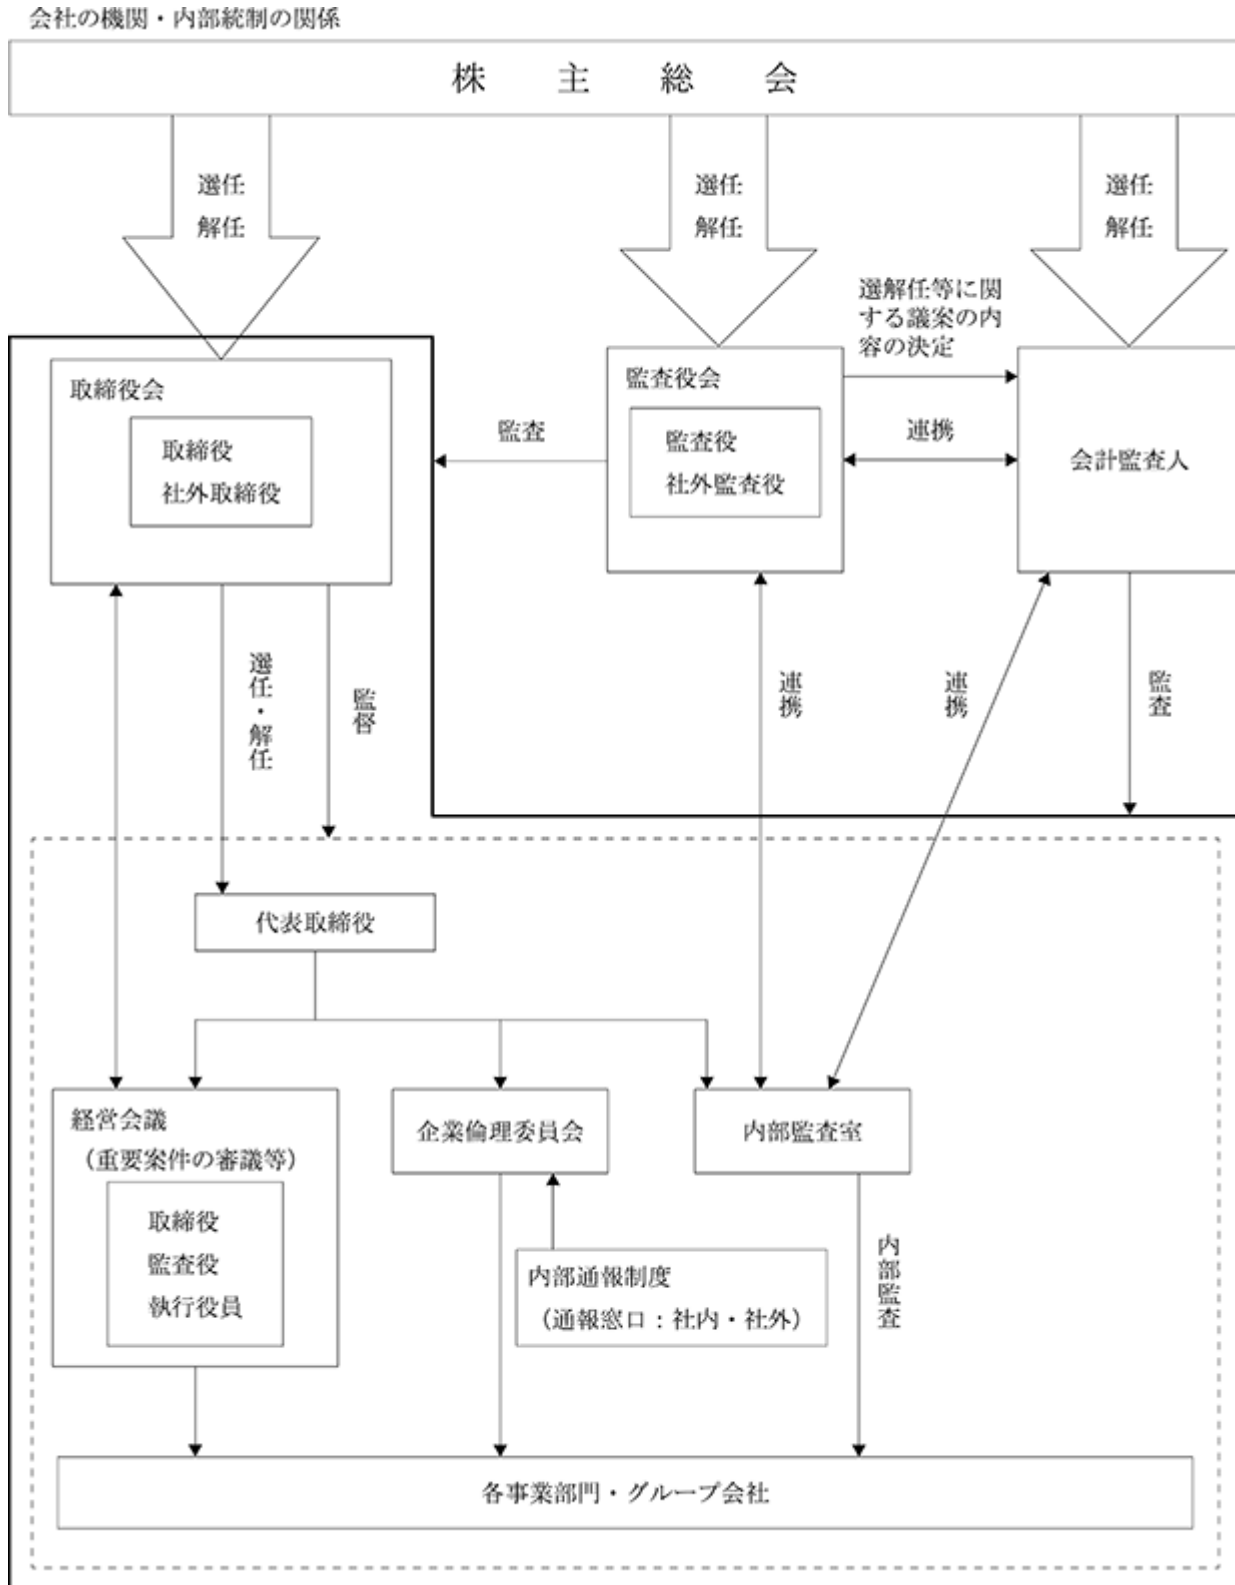 会社の機関・内部統制の関係
株主総会
選任
解任
選任
解任
選任
解任
選解任等に関
する議案の内
容の決定
取締役会
取締役
社外取締役
監査
監査役会
監査役
社外監査役
連携
会計監査人
選任・解任
監督
連携
連携
監査
代表取締役
経営会議
（重要案件の審議等）
取締役
監査役
執行役員
企業倫理委員会
内部監査室
内部通報制度
（通報窓口：社内・社外）
内部監査
各事業部門・グループ会社